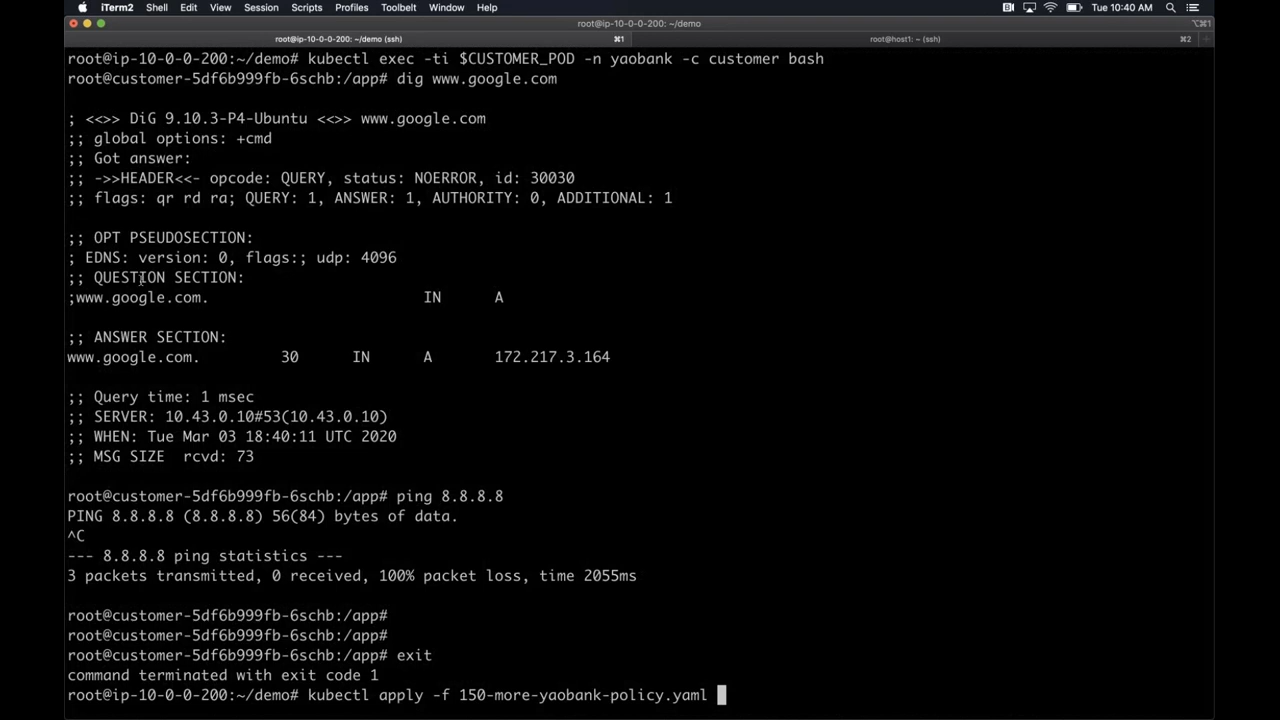 iTerm2 Shell Edit View Session Scripts Profiles Toolbelt Window Help Tue 10:40 AM
root@ip-10-0-0-200:~/demo
⌥⌘1
root@ip-10-0-0-200: ~/demo (ssh) ⌘1 root@host1: ~ (ssh) ⌘2
root@ip-10-0-0-200:~/demo# kubectl exec -ti $CUSTOMER_POD -n yaobank -c customer bash
root@customer-5df6b999fb-6schb:/app# dig www.google.com
; <<>> DiG 9.10.3-P4-Ubuntu <<>> www.google.com
;; global options: +cmd
;; Got answer:
;; ->>HEADER<<- opcode: QUERY, status: NOERROR, id: 30030
;; flags: qr rd ra; QUERY: 1, ANSWER: 1, AUTHORITY: 0, ADDITIONAL: 1
;; OPT PSEUDOSECTION:
; EDNS: version: 0, flags:; udp: 4096
;; QUESTION SECTION:
;www.google.com. IN A
;; ANSWER SECTION:
www.google.com. 30 IN A 172.217.3.164
;; Query time: 1 msec
;; SERVER: 10.43.0.10#53(10.43.0.10)
;; WHEN: Tue Mar 03 18:40:11 UTC 2020
;; MSG SIZE rcvd: 73
root@customer-5df6b999fb-6schb:/app# ping 8.8.8.8
PING 8.8.8.8 (8.8.8.8) 56(84) bytes of data.
^C
--- 8.8.8.8 ping statistics ---
3 packets transmitted, 0 received, 100% packet loss, time 2055ms
root@customer-5df6b999fb-6schb:/app#
root@customer-5df6b999fb-6schb:/app#
root@customer-5df6b999fb-6schb:/app# exit
command terminated with exit code 1
root@ip-10-0-0-200:~/demo# kubectl apply -f 150-more-yaobank-policy.yaml